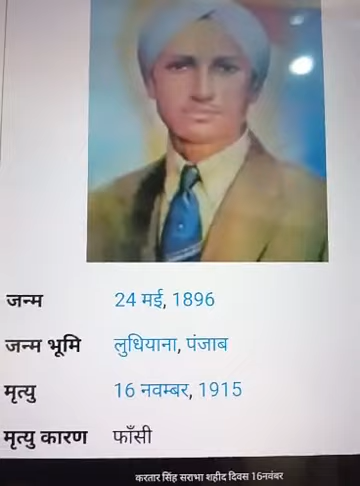 जन्म 24 मई, 1896
जन्म भूमि लुधियाना, पंजाब
मृत्यु 16 नवम्बर, 1915
मृत्यु कारण फाँसी
करतार सिंह सराभा शहीद दिवस 16नवंबर